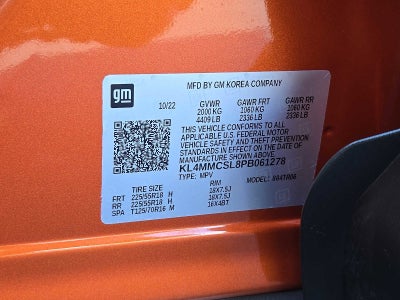 gm
MFD BY GM KOREA COMPANY
10/22 GVWR GAWR FRT GAWR RR
2000 KG 1060 KG 1060 KG
4409 LB 2336 LB 2336 LB
THIS VEHICLE CONFORMS TO ALL
APPLICABLE U.S. FEDERAL MOTOR
VEHICLE SAFETY AND THEFT PREVENTION
STANDARDS IN EFFECT ON THE DATE OF
MANUFACTURE SHOWN ABOVE.
KL4MMCSL8PB061278
TYPE: MPV MODEL:
TIRE SIZE RIM
FRT 225/55R18 H 18X7.5J
RR 225/55R18 H 18X7.5J
SPA T125/70R16 M 16X4BT